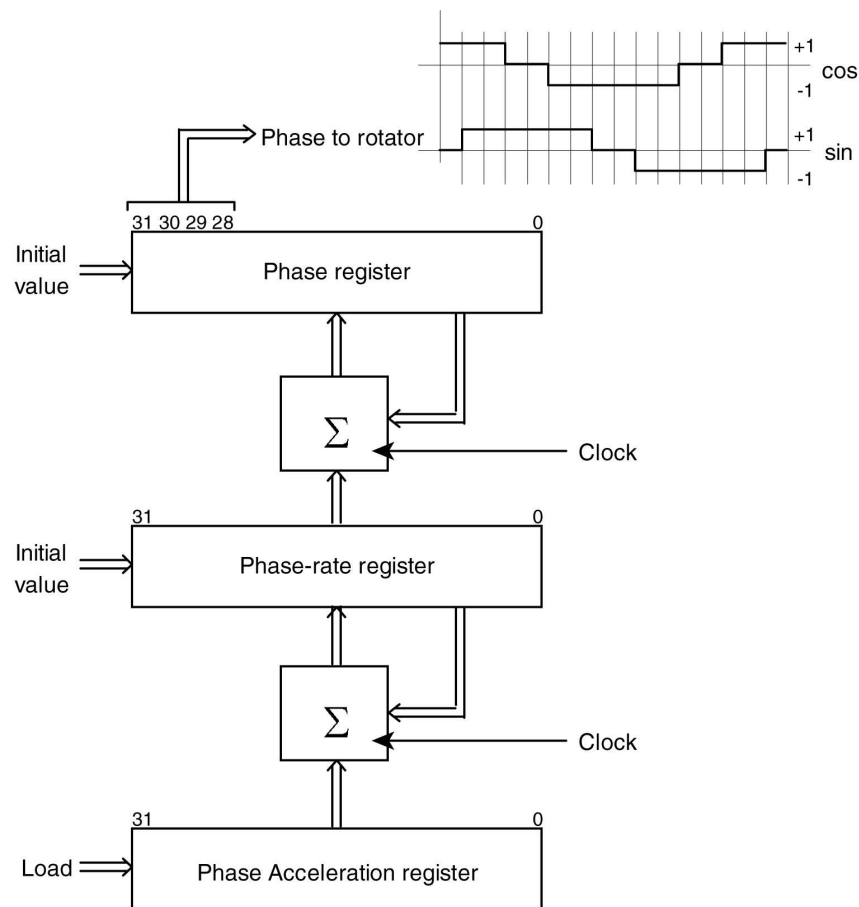 +1
cos
-1
Phase to rotator
+1
sin
-1
31 30 29 28
0
Initial
value
Phase register
Σ
Clock
31
0
Initial
value
Phase-rate register
Σ
Clock
31
0
Load
Phase Acceleration register